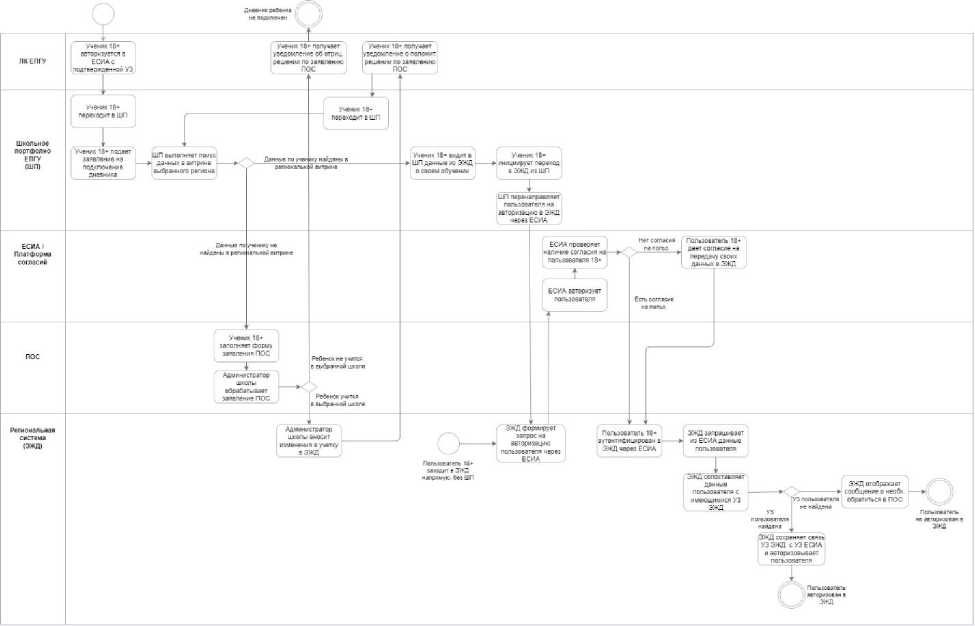 Дневник ребенка
не подключен
ЛК ЕПГУ
Ученик 18+
авторизуется в
ЕСИА с
подтвержденной УЗ
Ученик 18+ получает
уведомление об отриц.
решении по заявлению
ПОС
Ученик 18+ получает
уведомление о положит.
решении по заявлению
ПОС
Школьное
портфолио
ЕПГУ
(ШП)
Ученик 18+
переходит в ШП
Ученик 18+
переходит в ШП
Ученик 18+ подает
заявление на
подключение
дневника
ШП выполняет поиск
данных в витрине
выбранного региона
Данные по ученику найдены в
региональной витрине
Ученик 18+ видит в
ШП данные из ЭЖД
о своем обучении
Ученик 18+
инициирует переход
в ЭЖД из ШП
ШП перенаправляет
пользователя на
авторизацию в ЭЖД
через ЕСИА
Данные по ученику не
найдены в региональной витрине
ЕСИА /
Платформа
согласий
ЕСИА проверяет
наличие согласия на
пользователя 18+
Нет согласия
на польз.
Пользователь 18+
дает согласие на
передачу своих
данных в ЭЖД
ЕСИА авторизует
пользователя
Есть согласие
на польз.
ПОС
Ученик 18+
заполняет форму
заявления ПОС
Администратор
школы
обрабатывает
заявление ПОС
Ребенок не учится
в выбранной школе
Ребенок учится
в выбранной школе
Региональная
система
(ЭЖД)
Администратор
школы вносит
изменения в учетку
в ЭЖД
Пользователь 14+
заходит в ЭЖД
напрямую, без ШП
ЭЖД формирует
запрос на
авторизацию
пользователя через
ЕСИА
Пользователь 18+
аутентифицирован в
ЭЖД через ЕСИА
ЭЖД запрашивает
из ЕСИА данные
пользователя
ЭЖД сопоставляет
данные
пользователя с
имеющимися УЗ
ЭЖД
УЗ пользователя
не найдена
ЭЖД отображает
сообщение о необх.
обратиться в ПОС
Пользователь
не авторизован в
ЭЖД
УЗ
пользователя
найдена
ЭЖД сохраняет связь
УЗ ЭЖД с УЗ ЕСИА
и авторизовывает
пользователя
Пользователь
авторизован в
ЭЖД